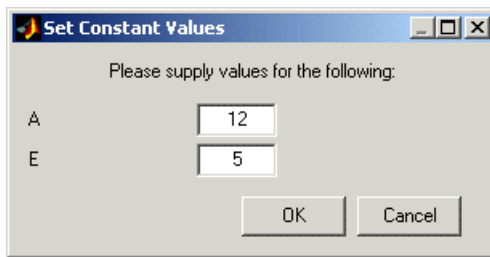 Set Constant Values
Please supply values for the following:
A 12
E 5
OK Cancel